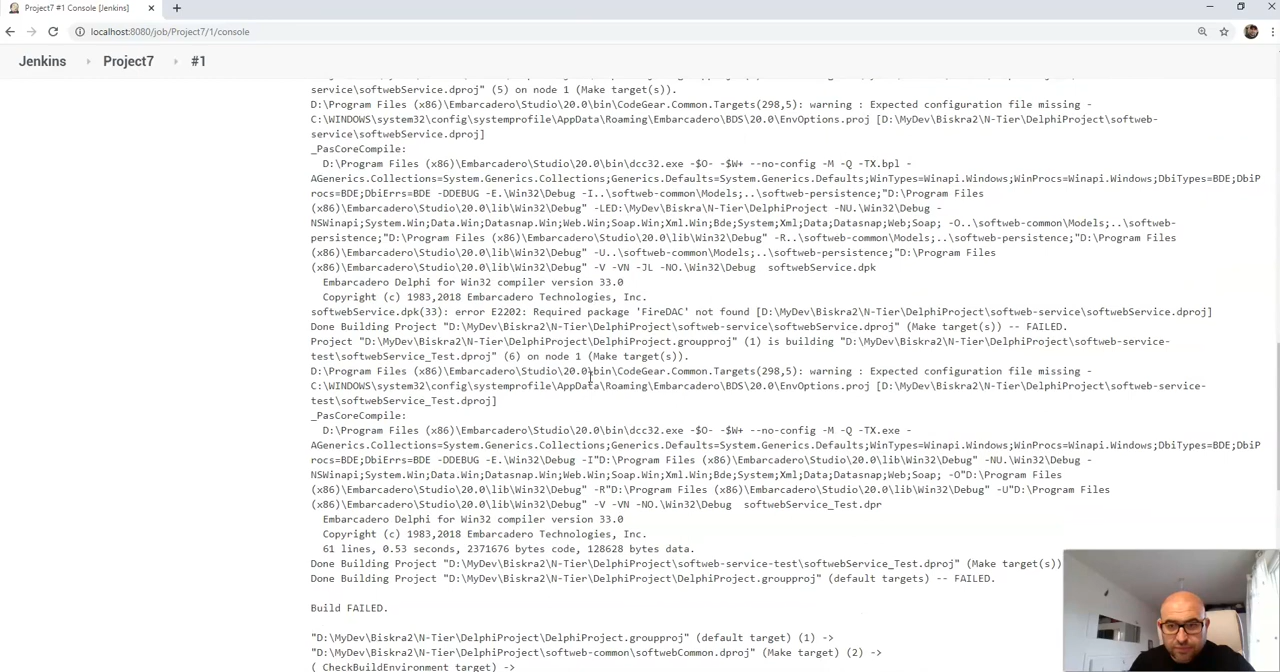 Project7 #1 Console [Jenkins]
localhost:8080/job/Project7/1/console
Jenkins Project7 #1
service\softwebService.dproj" (5) on node 1 (Make target(s)).
D:\Program Files (x86)\Embarcadero\Studio\20.0\bin\CodeGear.Common.Targets(298,5): warning : Expected configuration file missing -
C:\WINDOWS\system32\config\systemprofile\AppData\Roaming\Embarcadero\BDS\20.0\EnvOptions.proj [D:\MyDev\Biskra2\N-Tier\DelphiProject\softweb-
service\softwebService.dproj]
_PasCoreCompile:
D:\Program Files (x86)\Embarcadero\Studio\20.0\bin\dcc32.exe -$O- -$W+ --no-config -M -Q -TX.bpl -
AGenerics.Collections=System.Generics.Collections;Generics.Defaults=System.Generics.Defaults;WinTypes=Winapi.Windows;WinProcs=Winapi.Windows;DbiTypes=BDE;DbiP
rocs=BDE;DbiErrs=BDE -DDEBUG -E.\Win32\Debug -I..\softweb-common\Models;..\softweb-persistence;"D:\Program Files
(x86)\Embarcadero\Studio\20.0\lib\Win32\Debug" -LED:\MyDev\Biskra\N-Tier\DelphiProject -NU.\Win32\Debug -
NSWinapi;System.Win;Data.Win;Datasnap.Win;Web.Win;Soap.Win;Xml.Win;Bde;System;Xml;Data;Datasnap;Web;Soap; -O..\softweb-common\Models;..\softweb-
persistence;"D:\Program Files (x86)\Embarcadero\Studio\20.0\lib\Win32\Debug" -R..\softweb-common\Models;..\softweb-persistence;"D:\Program Files
(x86)\Embarcadero\Studio\20.0\lib\Win32\Debug" -U..\softweb-common\Models;..\softweb-persistence;"D:\Program Files
(x86)\Embarcadero\Studio\20.0\lib\Win32\Debug" -V -VN -JL -NO.\Win32\Debug softwebService.dpk
Embarcadero Delphi for Win32 compiler version 33.0
Copyright (c) 1983,2018 Embarcadero Technologies, Inc.
softwebService.dpk(33): error E2202: Required package 'FireDAC' not found [D:\MyDev\Biskra2\N-Tier\DelphiProject\softweb-service\softwebService.dproj]
Done Building Project "D:\MyDev\Biskra2\N-Tier\DelphiProject\softweb-service\softwebService.dproj" (Make target(s)) -- FAILED.
Project "D:\MyDev\Biskra2\N-Tier\DelphiProject\DelphiProject.groupproj" (1) is building "D:\MyDev\Biskra2\N-Tier\DelphiProject\softweb-service-
test\softwebService_Test.dproj" (6) on node 1 (Make target(s)).
D:\Program Files (x86)\Embarcadero\Studio\20.0\bin\CodeGear.Common.Targets(298,5): warning : Expected configuration file missing -
C:\WINDOWS\system32\config\systemprofile\AppData\Roaming\Embarcadero\BDS\20.0\EnvOptions.proj [D:\MyDev\Biskra2\N-Tier\DelphiProject\softweb-service-
test\softwebService_Test.dproj]
_PasCoreCompile:
D:\Program Files (x86)\Embarcadero\Studio\20.0\bin\dcc32.exe -$O- -$W+ --no-config -M -Q -TX.exe -
AGenerics.Collections=System.Generics.Collections;Generics.Defaults=System.Generics.Defaults;WinTypes=Winapi.Windows;WinProcs=Winapi.Windows;DbiTypes=BDE;DbiP
rocs=BDE;DbiErrs=BDE -DDEBUG -E.\Win32\Debug -I"D:\Program Files (x86)\Embarcadero\Studio\20.0\lib\Win32\Debug" -NU.\Win32\Debug -
NSWinapi;System.Win;Data.Win;Datasnap.Win;Web.Win;Soap.Win;Xml.Win;Bde;System;Xml;Data;Datasnap;Web;Soap; -O"D:\Program Files
(x86)\Embarcadero\Studio\20.0\lib\Win32\Debug" -R"D:\Program Files (x86)\Embarcadero\Studio\20.0\lib\Win32\Debug" -U"D:\Program Files
(x86)\Embarcadero\Studio\20.0\lib\Win32\Debug" -V -VN -NO.\Win32\Debug softwebService_Test.dpr
Embarcadero Delphi for Win32 compiler version 33.0
Copyright (c) 1983,2018 Embarcadero Technologies, Inc.
61 lines, 0.53 seconds, 2371676 bytes code, 128628 bytes data.
Done Building Project "D:\MyDev\Biskra2\N-Tier\DelphiProject\softweb-service-test\softwebService_Test.dproj" (Make target(s)
Done Building Project "D:\MyDev\Biskra2\N-Tier\DelphiProject\DelphiProject.groupproj" (default targets) -- FAILED.
Build FAILED.
"D:\MyDev\Biskra2\N-Tier\DelphiProject\DelphiProject.groupproj" (default target) (1) ->
"D:\MyDev\Biskra2\N-Tier\DelphiProject\softweb-common\softwebCommon.dproj" (Make target) (2) ->
(_CheckBuildEnvironment target) ->